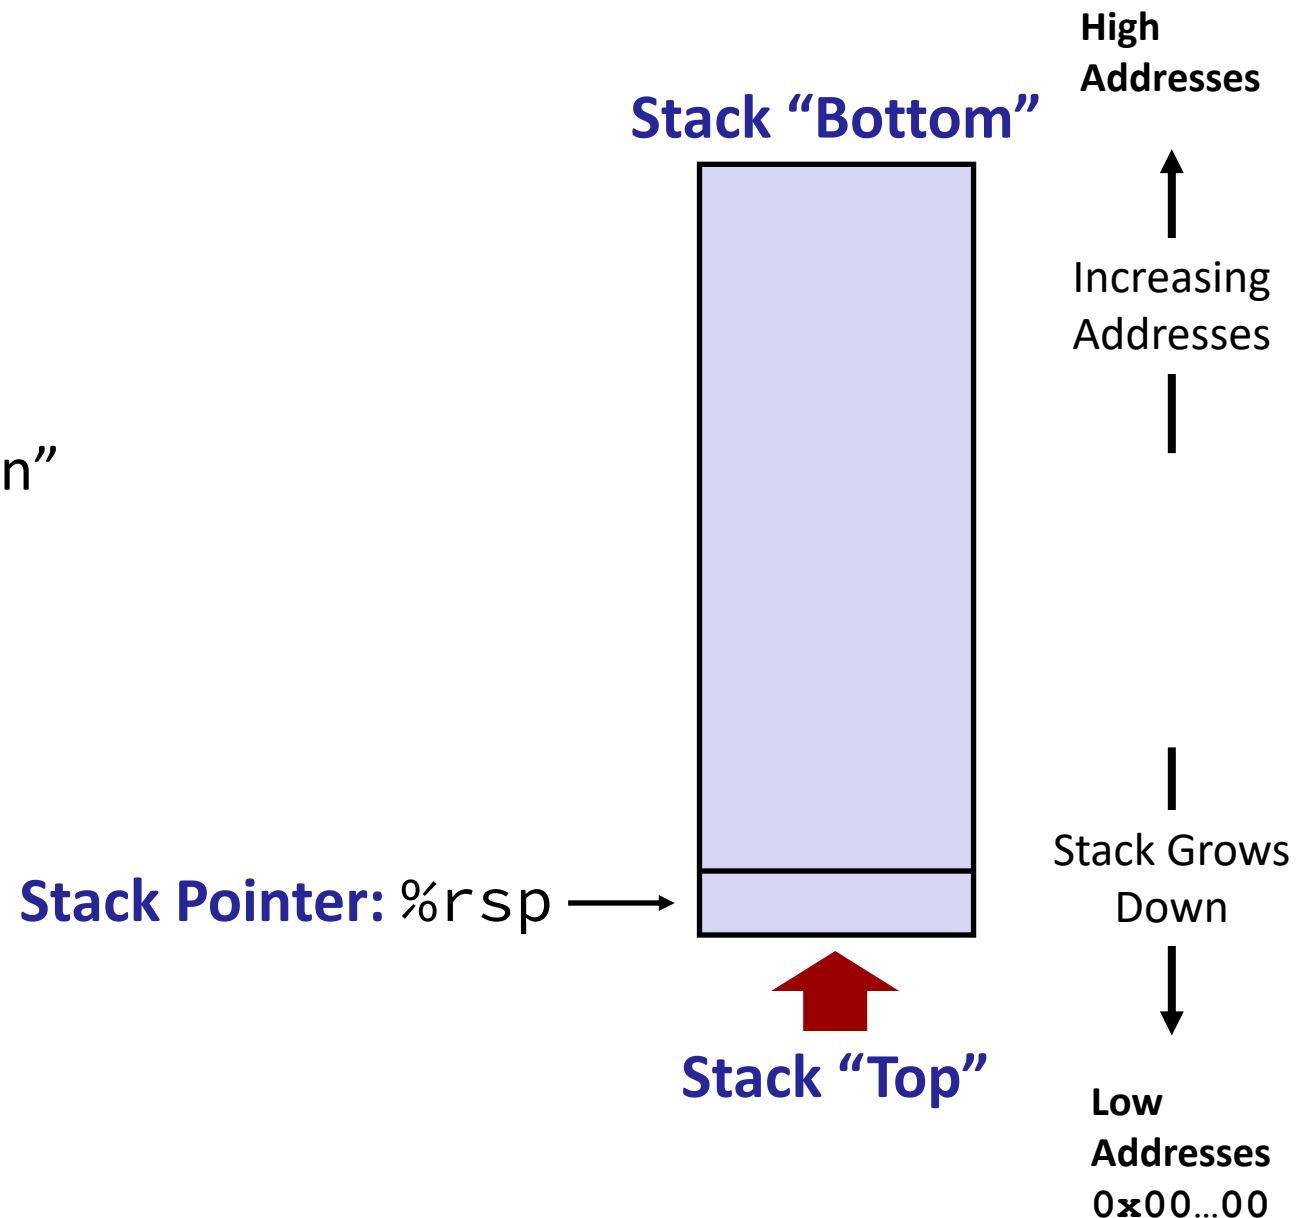 High
Addresses
Stack “Bottom”
Increasing
Addresses
n”
Stack Grows
Down
Stack Pointer: %rsp
Stack “Top”
Low
Addresses
0x00…00